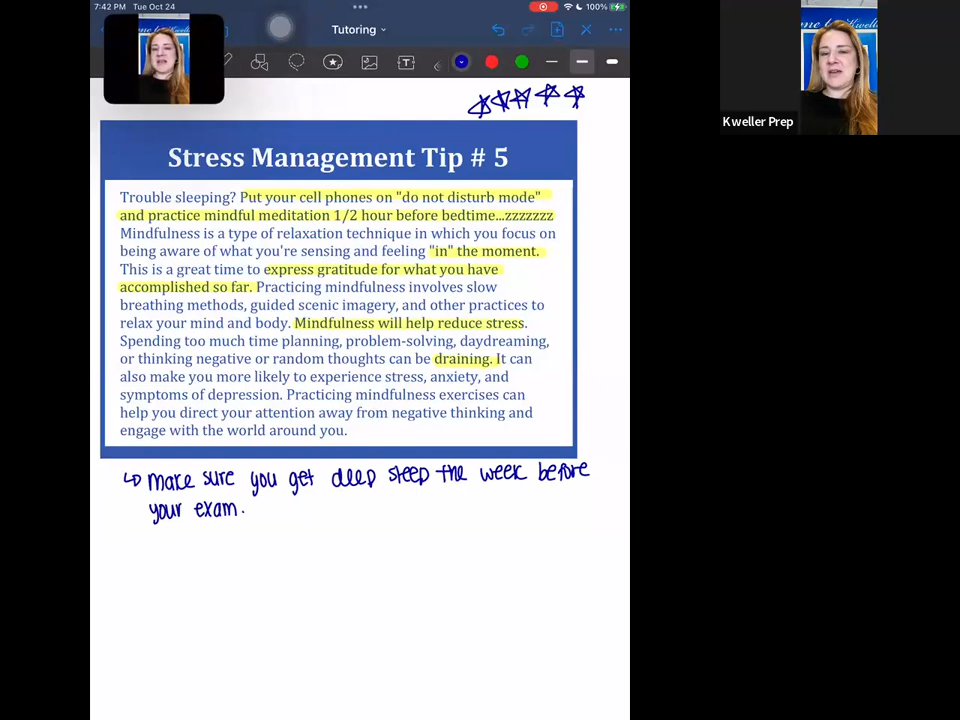 7:42 PM Tue Oct 24
100%
Tutoring
T
Stress Management Tip # 5
Trouble sleeping? Put your cell phones on "do not disturb mode"
and practice mindful meditation 1/2 hour before bedtime...zzzzzzz
Mindfulness is a type of relaxation technique in which you focus on
being aware of what you're sensing and feeling "in" the moment.
This is a great time to express gratitude for what you have
accomplished so far. Practicing mindfulness involves slow
breathing methods, guided scenic imagery, and other practices to
relax your mind and body. Mindfulness will help reduce stress.
Spending too much time planning, problem-solving, daydreaming,
or thinking negative or random thoughts can be draining. It can
also make you more likely to experience stress, anxiety, and
symptoms of depression. Practicing mindfulness exercises can
help you direct your attention away from negative thinking and
engage with the world around you.
↳ make sure you get deep sleep the week before
your exam.
Kweller Prep